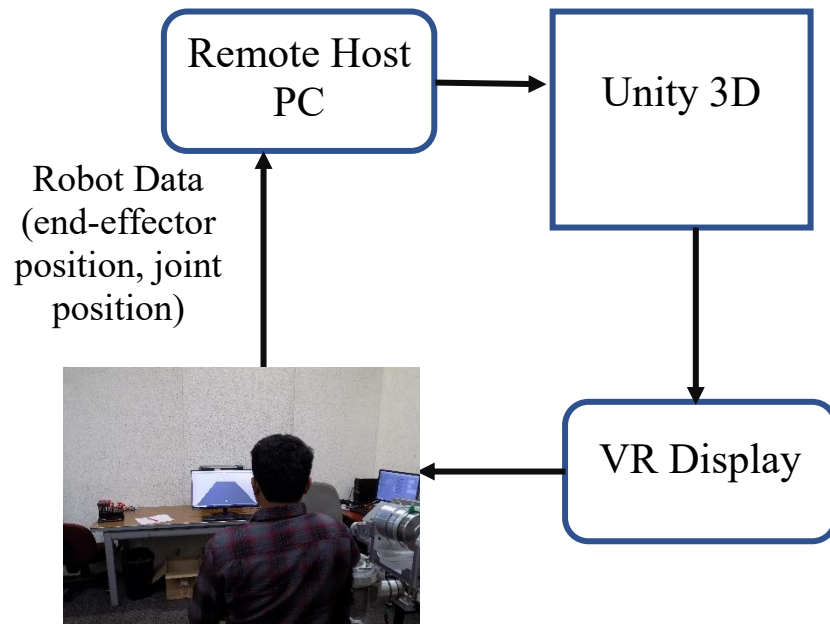 Remote Host
PC
Unity 3D
Robot Data
(end-effector
position, joint
position)
VR Display